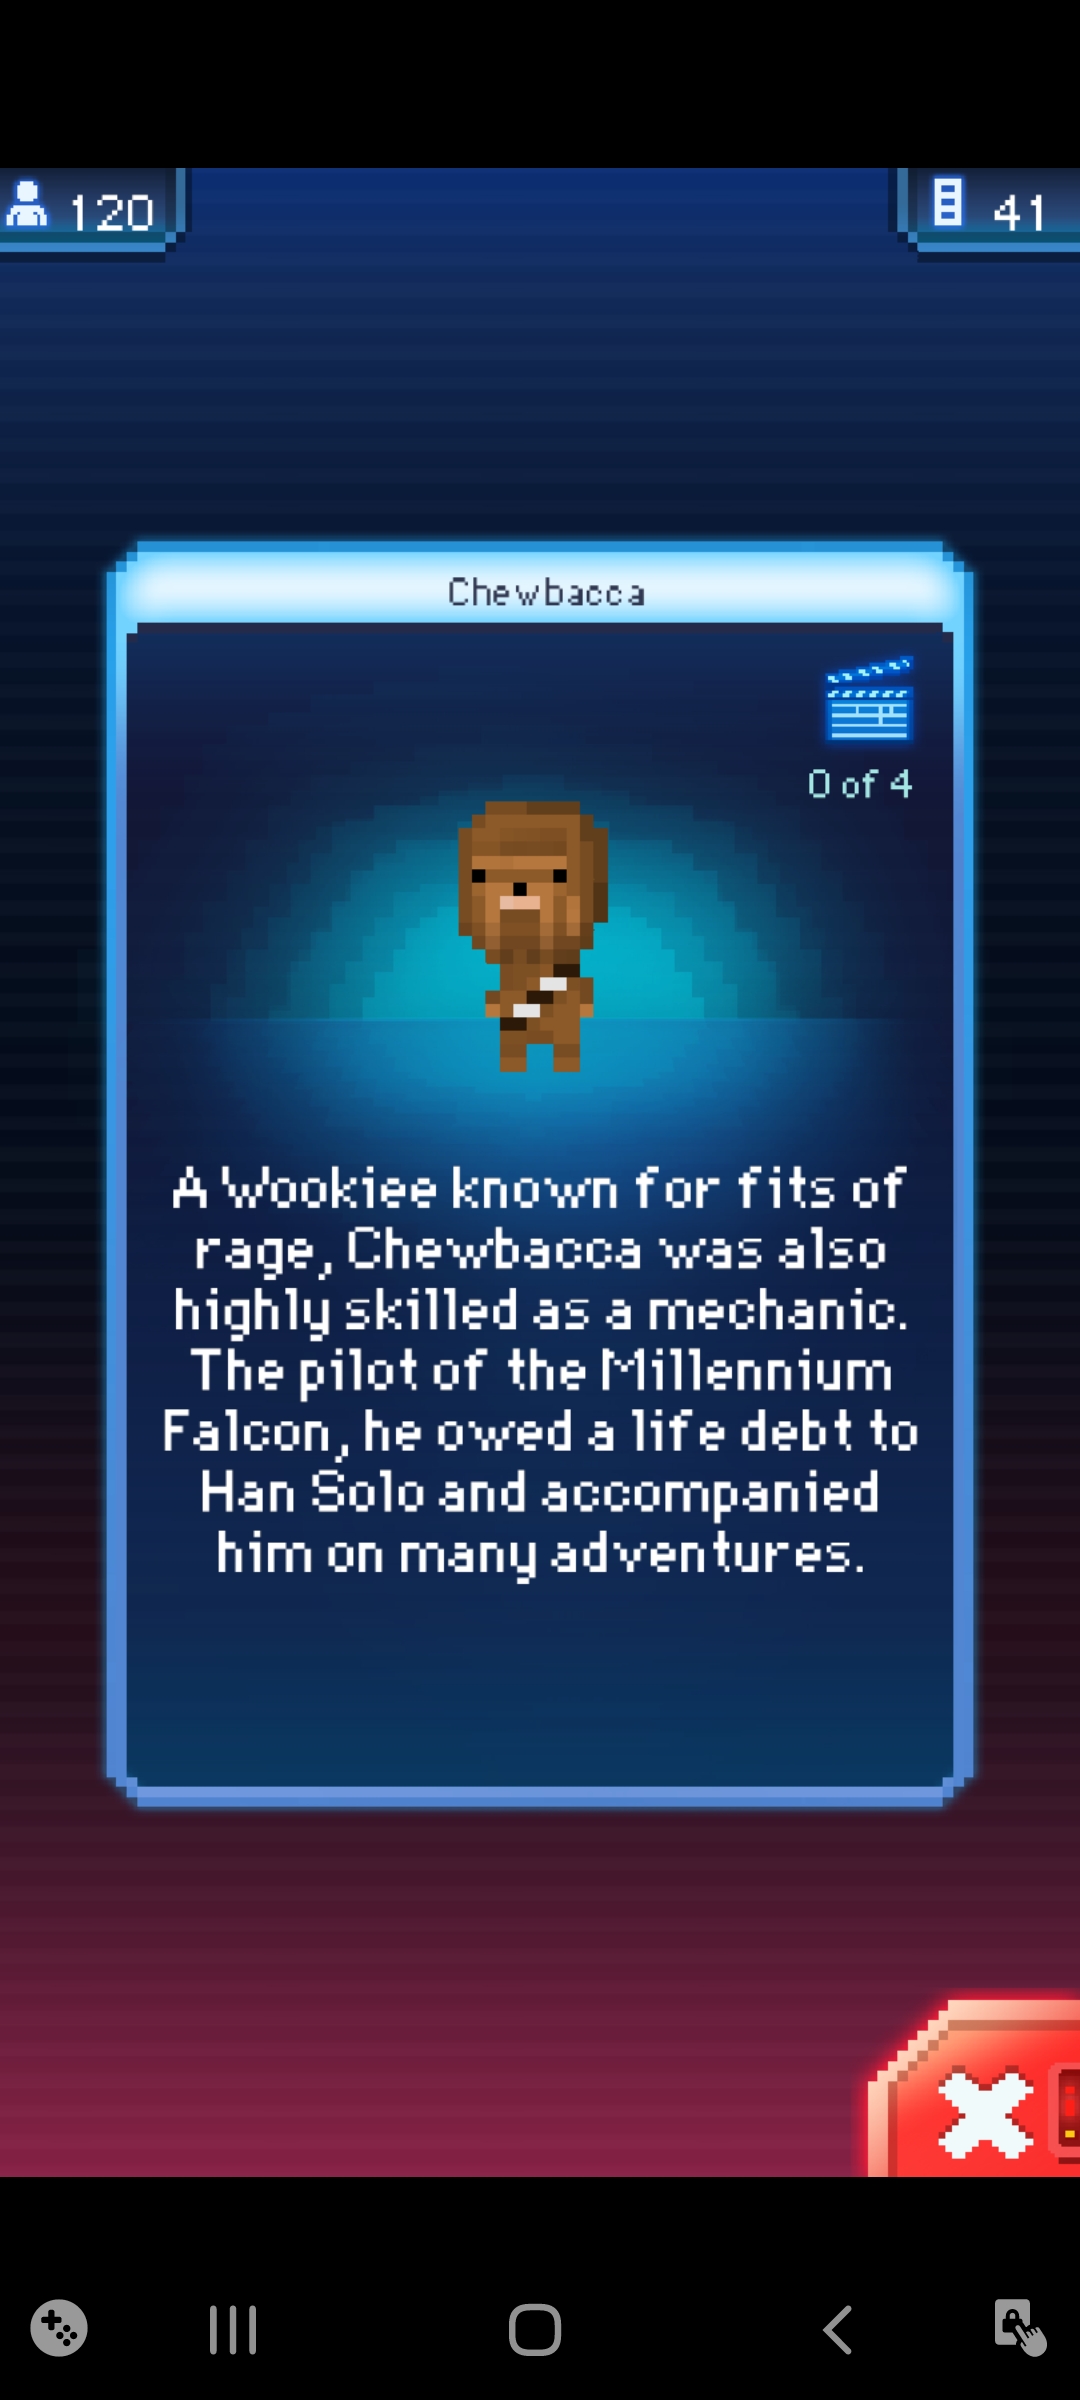 120
41
Chewbacca
0 of 4
A Wookiee known for fits of
rage, Chewbacca was also
highly skilled as a mechanic.
The pilot of the Millennium
Falcon, he owed a life debt to
Han Solo and accompanied
him on many adventures.